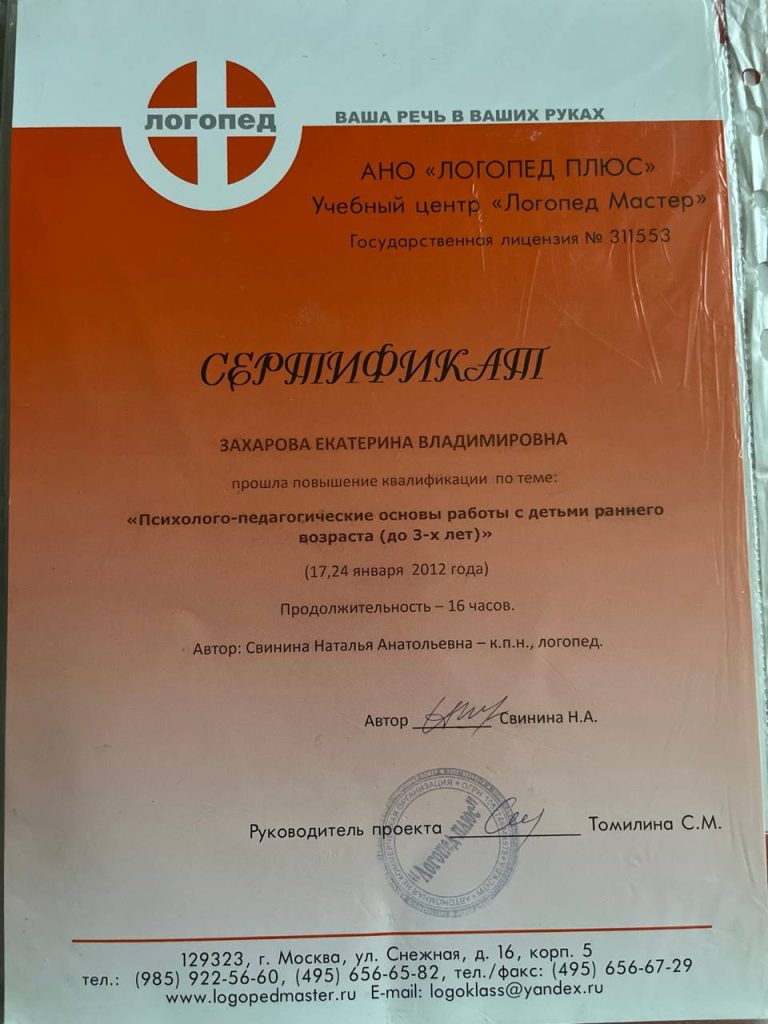 логопед
ВАША РЕЧЬ В ВАШИХ РУКАХ
АНО «ЛОГОПЕД ПЛЮС»
Учебный центр «Логопед Мастер»
Государственная лицензия № 311553
СЕРТИФИКАТ
ЗАХАРОВА ЕКАТЕРИНА ВЛАДИМИРОВНА
прошла повышение квалификации по теме:
«Психолого-педагогические основы работы с детьми раннего
возраста (до 3-х лет)»
(17,24 января 2012 года)
Продолжительность – 16 часов.
Автор: Свинина Наталья Анатольевна – к.п.н., логопед.
Автор Свинина Н.А.
Руководитель проекта Томилина С.М.
"Логопед плюс"
129323, г. Москва, ул. Снежная, д. 16, корп. 5
тел.: (985) 922-56-60, (495) 656-65-82, тел./факс: (495) 656-67-29
www.logopedmaster.ru E-mail: logoklass@yandex.ru